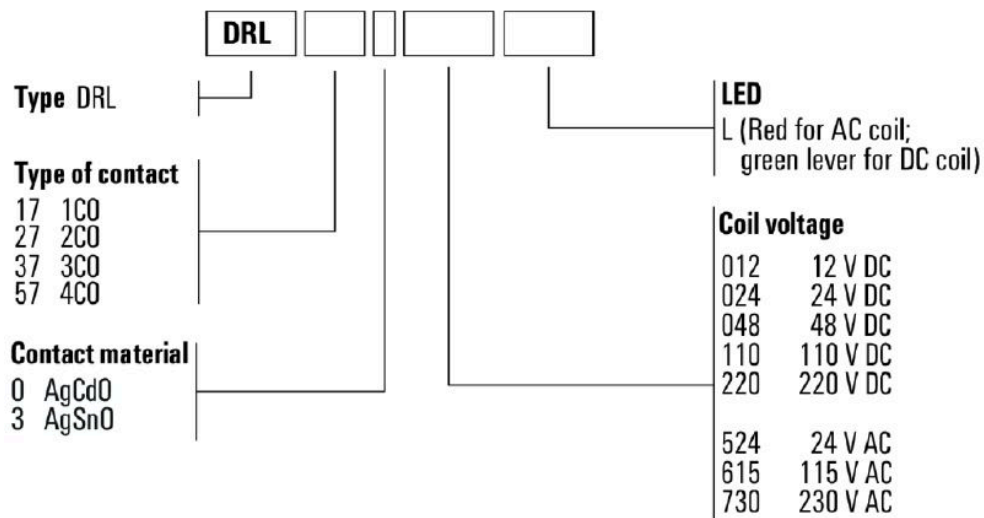 DRL
Type DRL
Type of contact
17 1CO
27 2CO
37 3CO
57 4CO
Contact material
0 AgCdO
3 AgSnO
LED
L (Red for AC coil;
green lever for DC coil)
Coil voltage
012 12 V DC
024 24 V DC
048 48 V DC
110 110 V DC
220 220 V DC
524 24 V AC
615 115 V AC
730 230 V AC